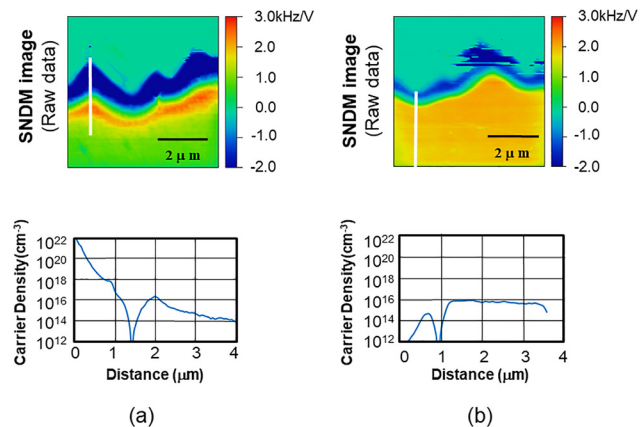 SNDM image
(Raw data)
3.0kHz/V
2.0
1.0
0.0
-1.0
-2.0
2 μ m
SNDM image
(Raw data)
3.0kHz/V
2.0
1.0
0.0
-1.0
-2.0
2 μ m
Carrier Density(cm⁻³)
10²²
10²⁰
10¹⁸
10¹⁶
10¹⁴
10¹²
0 1 2 3 4
Distance (μm)
Carrier Density(cm⁻³)
10²²
10²⁰
10¹⁸
10¹⁶
10¹⁴
10¹²
0 1 2 3 4
Distance (μm)
(a) (b)